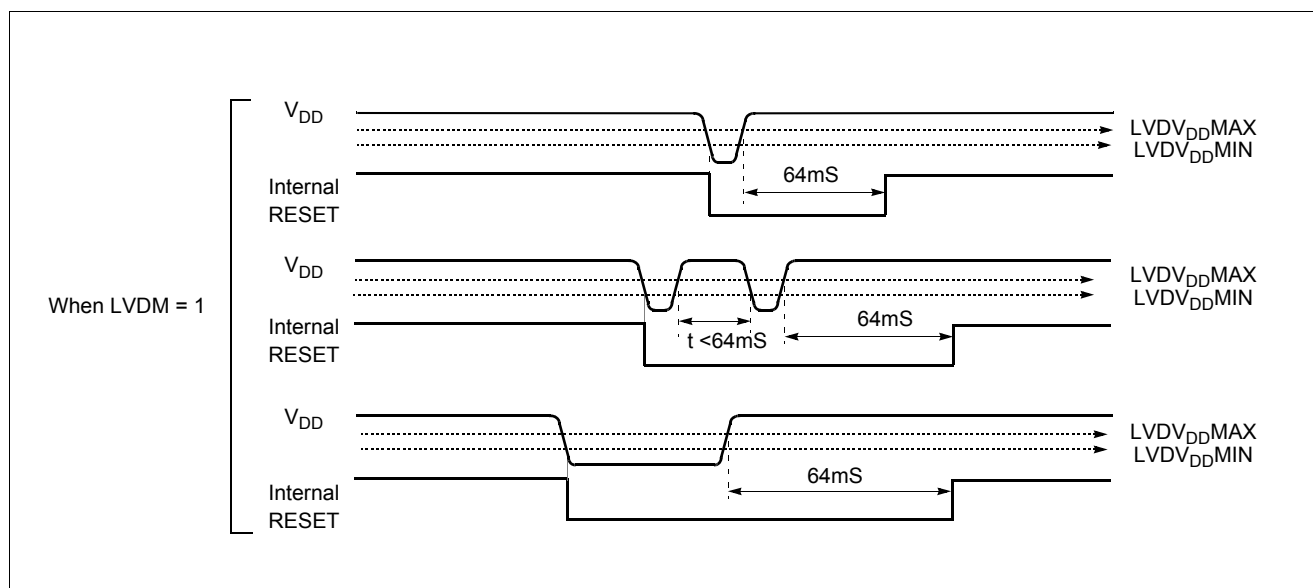 V_DD
LVDV_DDMAX
LVDV_DDMIN
Internal
RESET
64mS
When LVDM = 1
V_DD
LVDV_DDMAX
LVDV_DDMIN
Internal
RESET
t <64mS
64mS
V_DD
LVDV_DDMAX
LVDV_DDMIN
Internal
RESET
64mS